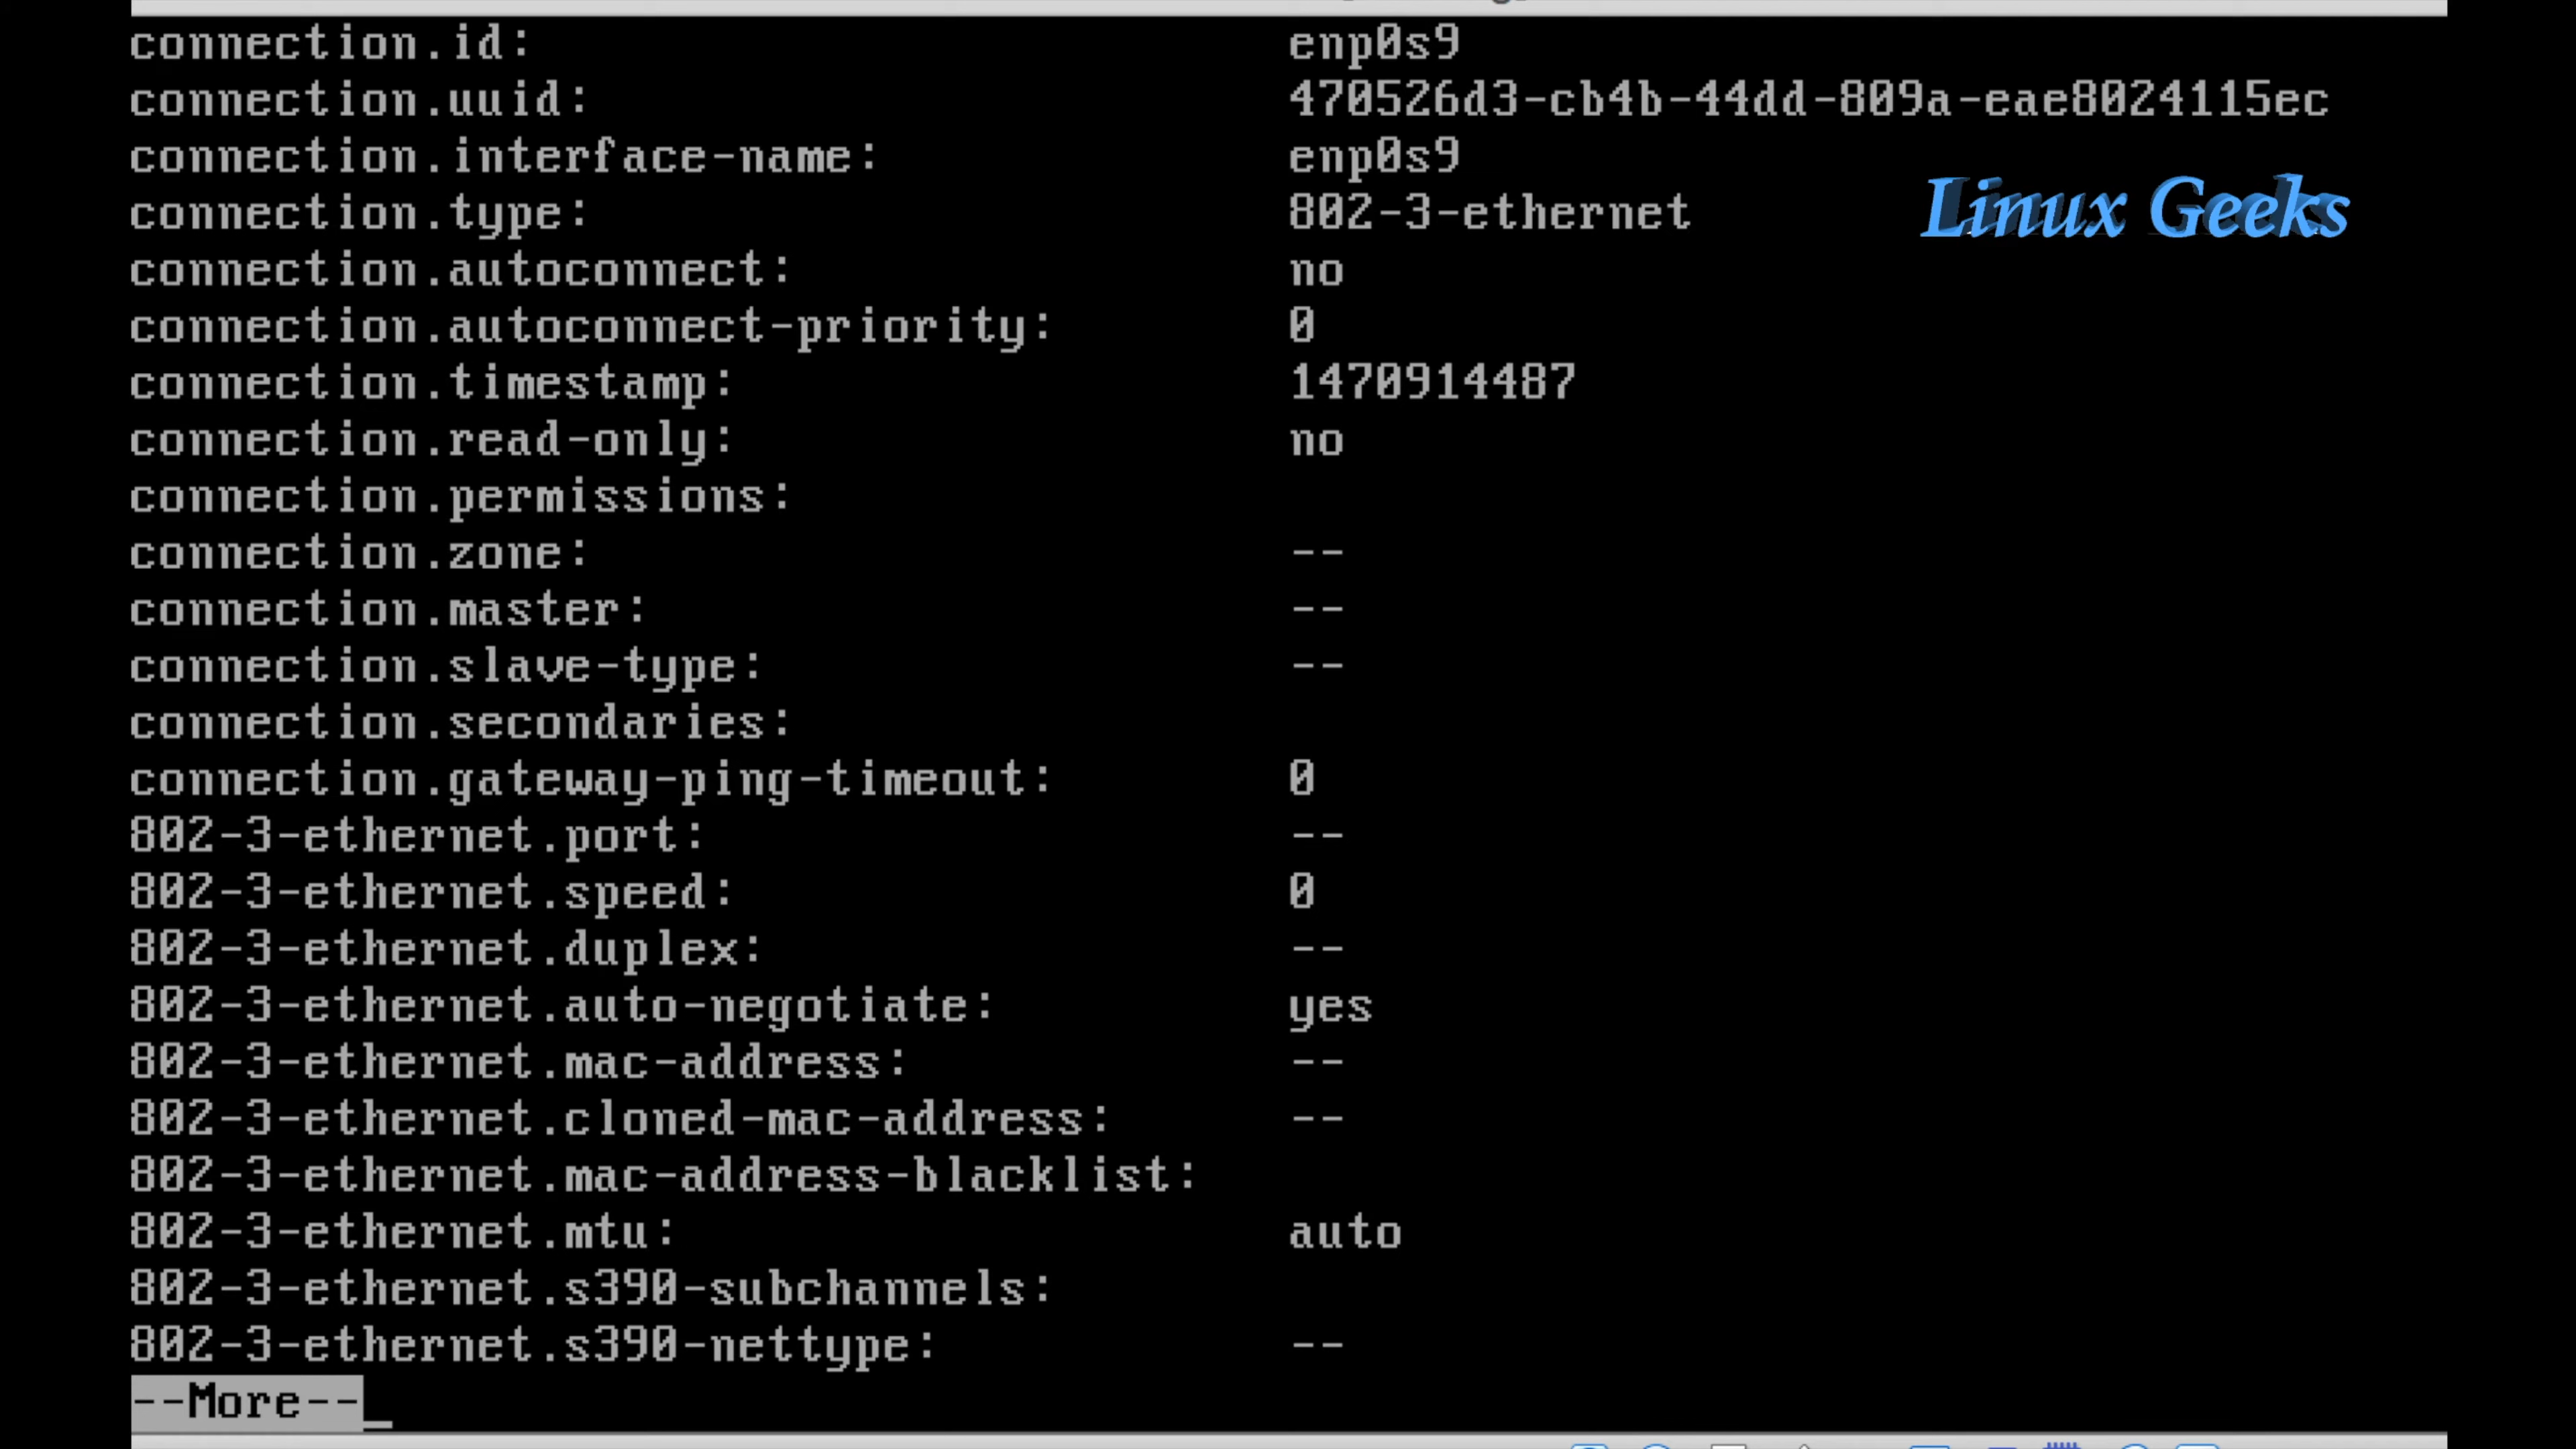 connection.id: enp0s9
connection.uuid: 470526d3-cb4b-44dd-809a-eae8024115ec
connection.interface-name: enp0s9
connection.type: 802-3-ethernet
Linux Geeks
connection.autoconnect: no
connection.autoconnect-priority: 0
connection.timestamp: 1470914487
connection.read-only: no
connection.permissions:
connection.zone: --
connection.master: --
connection.slave-type: --
connection.secondaries:
connection.gateway-ping-timeout: 0
802-3-ethernet.port: --
802-3-ethernet.speed: 0
802-3-ethernet.duplex: --
802-3-ethernet.auto-negotiate: yes
802-3-ethernet.mac-address: --
802-3-ethernet.cloned-mac-address: --
802-3-ethernet.mac-address-blacklist:
802-3-ethernet.mtu: auto
802-3-ethernet.s390-subchannels:
802-3-ethernet.s390-nettype: --
--More--_